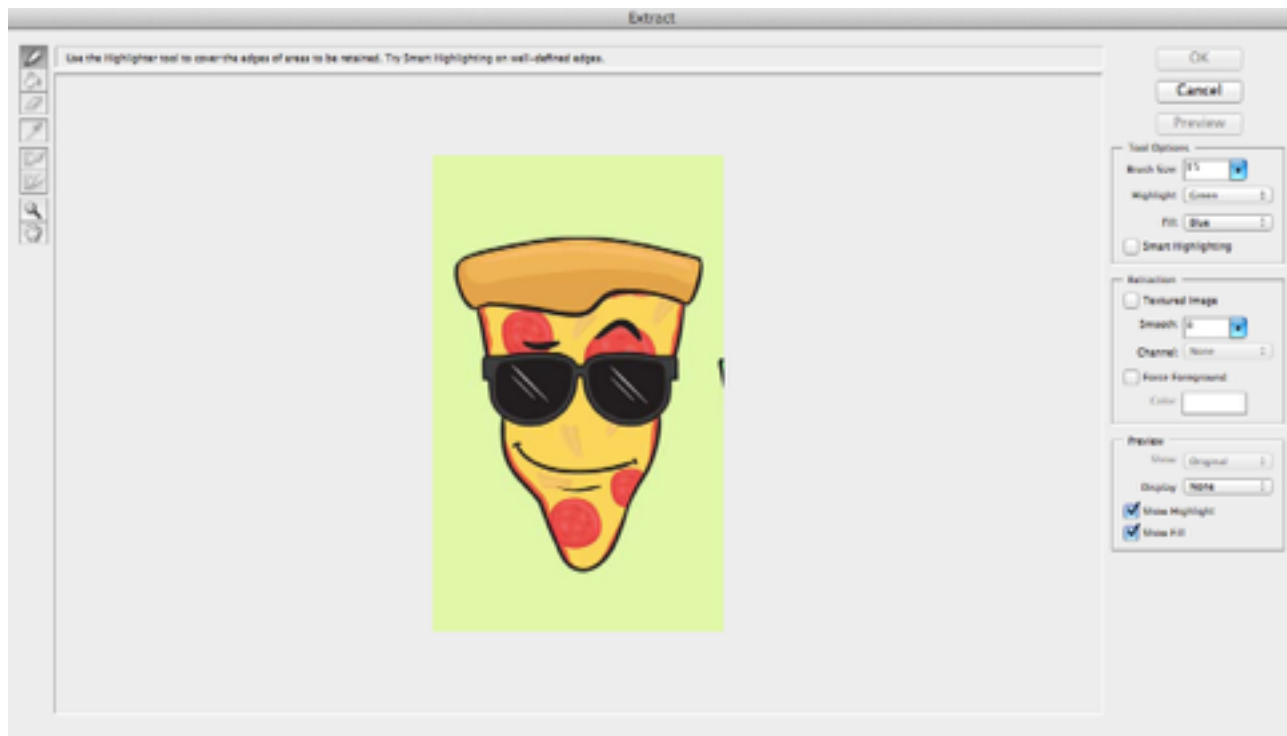 Extract
Use the Highlighter tool to cover the edges of areas to be retained. Try Smart Highlighting on well-defined edges.
OK
Cancel
Preview
Tool Options
Brush Size: 15
Highlight: Green
Fill: Blue
Smart Highlighting
Extraction
Textured Image
Smooth:
Channel: None
Force Foreground
Color:
Preview
Show: Original
Display: None
Show Highlight
Show Fill